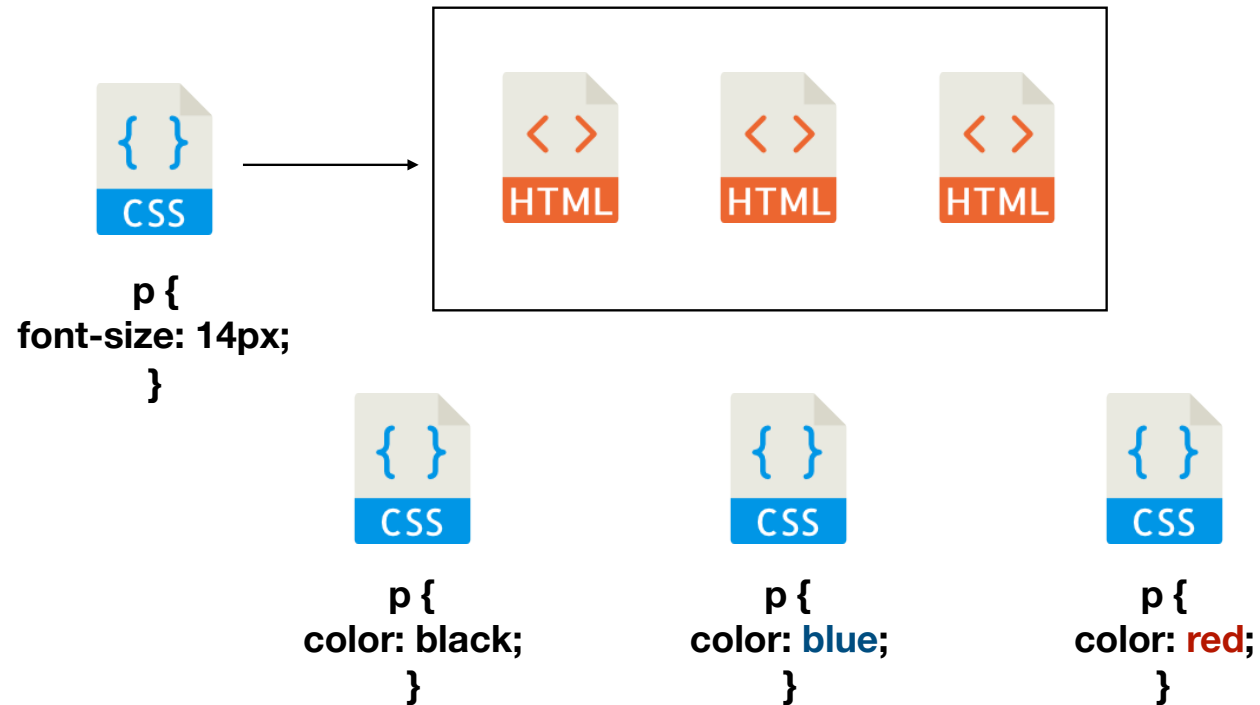 { }
CSS
< >
HTML
< >
HTML
< >
HTML
p {
font-size: 14px;
}
{ }
CSS
p {
color: black;
}
{ }
CSS
p {
color: blue;
}
{ }
CSS
p {
color: red;
}